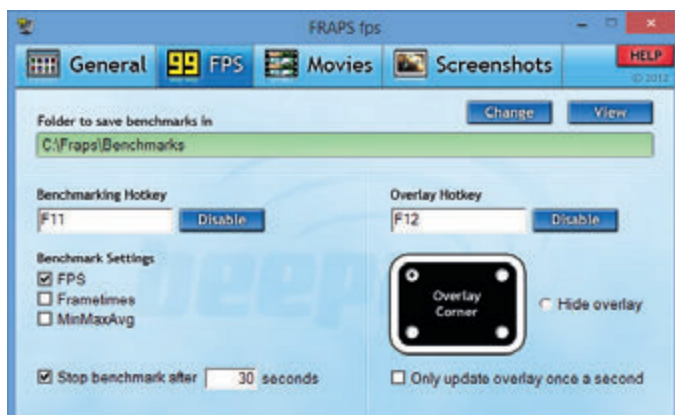 FRAPS fps
General 99 FPS Movies Screenshots HELP
© 2012
Folder to save benchmarks in Change View
C:\Fraps\Benchmarks
Benchmarking Hotkey Overlay Hotkey
F11 Disable F12 Disable
Benchmark Settings
FPS
Frametimes
MinMaxAvg
Overlay
Corner
Hide overlay
Stop benchmark after 30 seconds Only update overlay once a second
beepa